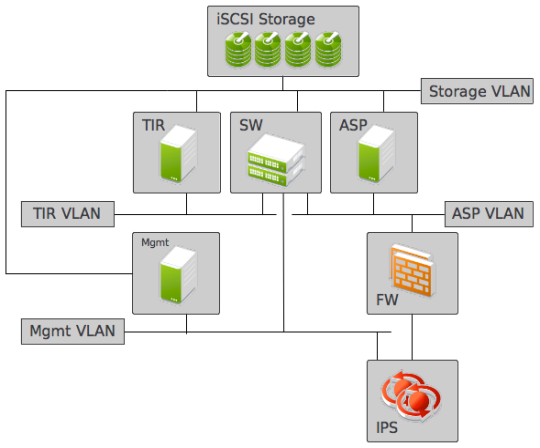 iSCSI Storage
Storage VLAN
TIR
SW
ASP
TIR VLAN
ASP VLAN
Mgmt
FW
Mgmt VLAN
IPS